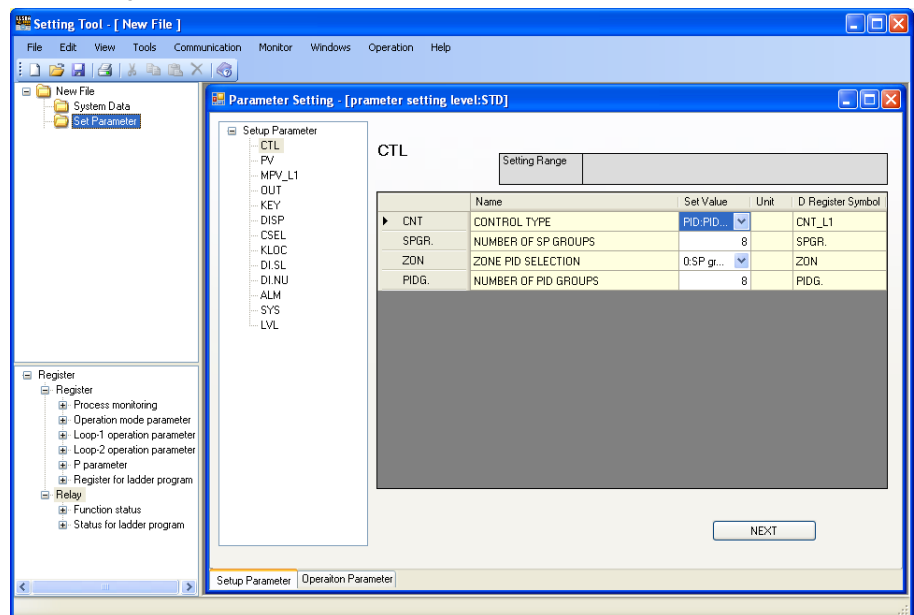 Setting Tool - [ New File ]
File Edit View Tools Communication Monitor Windows Operation Help
New File
System Data
Set Parameter
Register
Register
Process monitoring
Operation mode parameter
Loop-1 operation parameter
Loop-2 operation parameter
P parameter
Register for ladder program
Relay
Function status
Status for ladder program
Parameter Setting - [prameter setting level:STD]
Setup Parameter
CTL
PV
MPV_L1
OUT
KEY
DISP
CSEL
KLOC
DI.SL
DI.NU
ALM
SYS
LVL
CTL
Setting Range
Name Set Value Unit D Register Symbol
CNT CONTROL TYPE PID:PID... CNT_L1
SPGR. NUMBER OF SP GROUPS 8 SPGR.
ZON ZONE PID SELECTION 0:SP gr... ZON
PIDG. NUMBER OF PID GROUPS 8 PIDG.
NEXT
Setup Parameter Operaiton Parameter